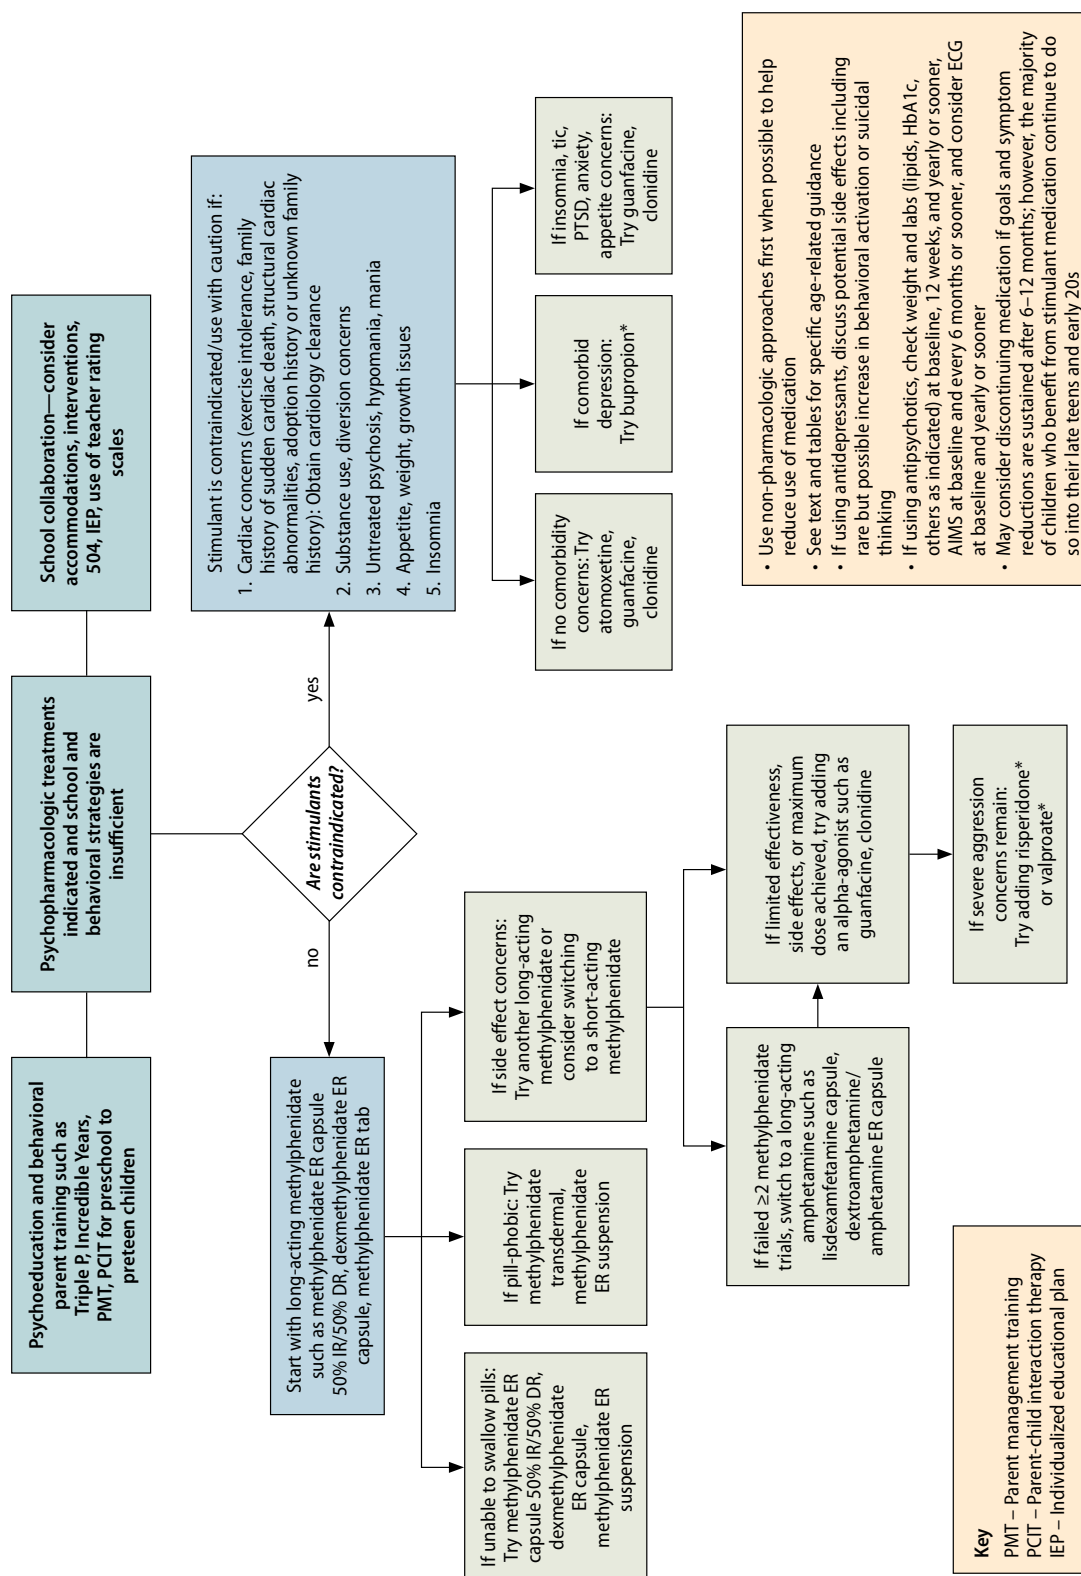 Psychoeducation and behavioral
parent training such as
Triple P, Incredible Years,
PMT, PCIT for preschool to
preteen children
Psychopharmacologic treatments
indicated and school and
behavioral strategies are
insufficient
School collaboration—consider
accommodations, interventions,
504, IEP, use of teacher rating
scales
Are stimulants
contraindicated?
no
yes
Start with long-acting methylphenidate
such as methylphenidate ER capsule
50% IR/50% DR, dexmethylphenidate ER
capsule, methylphenidate ER tab
Stimulant is contraindicated/use with caution if:
1. Cardiac concerns (exercise intolerance, family
history of sudden cardiac death, structural cardiac
abnormalities, adoption history or unknown family
history): Obtain cardiology clearance
2. Substance use, diversion concerns
3. Untreated psychosis, hypomania, mania
4. Appetite, weight, growth issues
5. Insomnia
If unable to swallow pills:
Try methylphenidate ER
capsule 50% IR/50% DR,
dexmethylphenidate
ER capsule,
methylphenidate ER
suspension
If pill-phobic: Try
methylphenidate
transdermal,
methylphenidate
ER suspension
If side effect concerns:
Try another long-acting
methylphenidate or
consider switching
to a short-acting
methylphenidate
If no comorbidity
concerns: Try
atomoxetine,
guanfacine,
clonidine
If comorbid
depression:
Try bupropion*
If insomnia, tic,
PTSD, anxiety,
appetite concerns:
Try guanfacine,
clonidine
If failed ≥2 methylphenidate
trials, switch to a long-acting
amphetamine such as
lisdexamfetamine capsule,
dextroamphetamine/
amphetamine ER capsule
If limited effectiveness,
side effects, or maximum
dose achieved, try adding
an alpha-agonist such as
guanfacine, clonidine
If severe aggression
concerns remain:
Try adding risperidone*
or valproate*
Key
PMT – Parent management training
PCIT – Parent-child interaction therapy
IEP – Individualized educational plan
• Use non-pharmacologic approaches first when possible to help
reduce use of medication
• See text and tables for specific age-related guidance
• If using antidepressants, discuss potential side effects including
rare but possible increase in behavioral activation or suicidal
thinking
• If using antipsychotics, check weight and labs (lipids, HbA1c,
others as indicated) at baseline, 12 weeks, and yearly or sooner,
AIMS at baseline and every 6 months or sooner, and consider ECG
at baseline and yearly or sooner
• May consider discontinuing medication if goals and symptom
reductions are sustained after 6–12 months; however, the majority
of children who benefit from stimulant medication continue to do
so into their late teens and early 20s